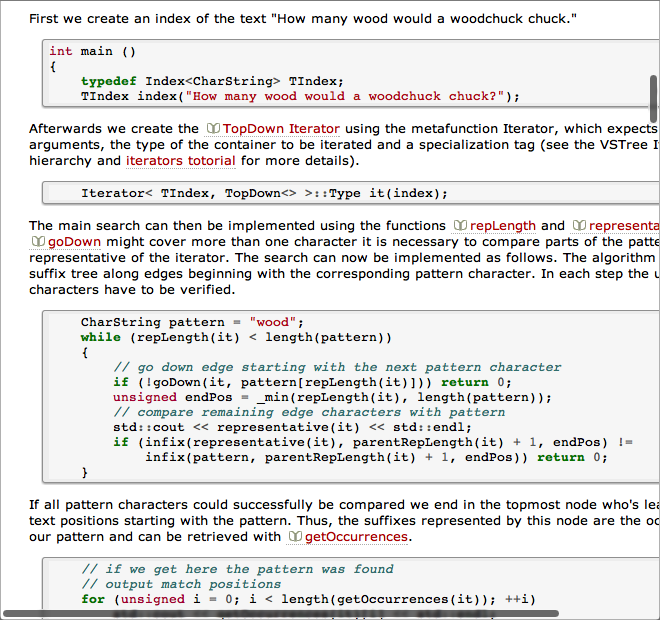 First we create an index of the text "How many wood would a woodchuck chuck."
int main ()
{
    typedef Index<CharString> TIndex;
    TIndex index("How many wood would a woodchuck chuck?");
Afterwards we create the TopDown Iterator using the metafunction Iterator, which expects
arguments, the type of the container to be iterated and a specialization tag (see the VSTree I
hierarchy and iterators totorial for more details).
    Iterator< TIndex, TopDown<> >::Type it(index);
The main search can then be implemented using the functions repLength and representa
goDown might cover more than one character it is necessary to compare parts of the patte
representative of the iterator. The search can now be implemented as follows. The algorithm
suffix tree along edges beginning with the corresponding pattern character. In each step the u
characters have to be verified.
    CharString pattern = "wood";
    while (repLength(it) < length(pattern))
    {
        // go down edge starting with the next pattern character
        if (!goDown(it, pattern[repLength(it)])) return 0;
        unsigned endPos = _min(repLength(it), length(pattern));
        // compare remaining edge characters with pattern
        std::cout << representative(it) << std::endl;
        if (infix(representative(it), parentRepLength(it) + 1, endPos) !=
            infix(pattern, parentRepLength(it) + 1, endPos)) return 0;
    }
If all pattern characters could successfully be compared we end in the topmost node who's lea
text positions starting with the pattern. Thus, the suffixes represented by this node are the oc
our pattern and can be retrieved with getOccurrences.
    // if we get here the pattern was found
    // output match positions
    for (unsigned i = 0; i < length(getOccurrences(it)); ++i)